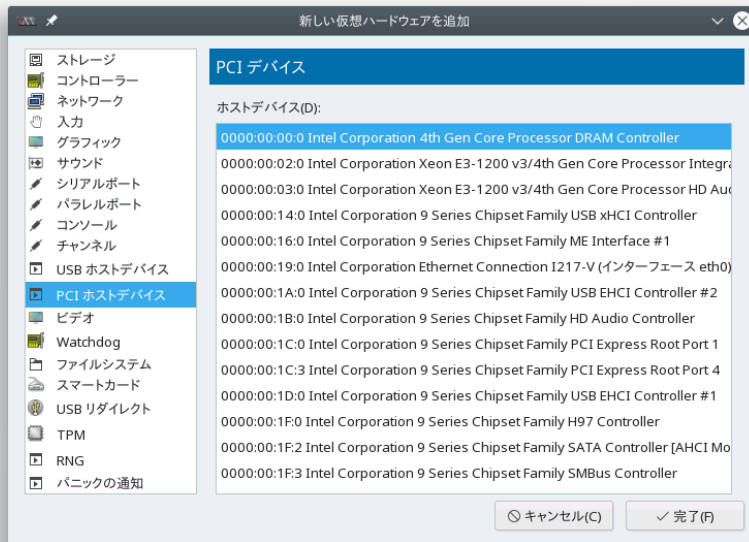 新しい仮想ハードウェアを追加
ストレージ
コントローラー
ネットワーク
入力
グラフィック
サウンド
シリアルポート
パラレルポート
コンソール
チャンネル
USB ホストデバイス
PCI ホストデバイス
ビデオ
Watchdog
ファイルシステム
スマートカード
USB リダイレクト
TPM
RNG
パニックの通知
PCI デバイス
ホストデバイス(D):
0000:00:00:0 Intel Corporation 4th Gen Core Processor DRAM Controller
0000:00:02:0 Intel Corporation Xeon E3-1200 v3/4th Gen Core Processor Integra
0000:00:03:0 Intel Corporation Xeon E3-1200 v3/4th Gen Core Processor HD Aud
0000:00:14:0 Intel Corporation 9 Series Chipset Family USB xHCI Controller
0000:00:16:0 Intel Corporation 9 Series Chipset Family ME Interface #1
0000:00:19:0 Intel Corporation Ethernet Connection I217-V (インターフェース eth0)
0000:00:1A:0 Intel Corporation 9 Series Chipset Family USB EHCI Controller #2
0000:00:1B:0 Intel Corporation 9 Series Chipset Family HD Audio Controller
0000:00:1C:0 Intel Corporation 9 Series Chipset Family PCI Express Root Port 1
0000:00:1C:3 Intel Corporation 9 Series Chipset Family PCI Express Root Port 4
0000:00:1D:0 Intel Corporation 9 Series Chipset Family USB EHCI Controller #1
0000:00:1F:0 Intel Corporation 9 Series Chipset Family H97 Controller
0000:00:1F:2 Intel Corporation 9 Series Chipset Family SATA Controller [AHCI Mo
0000:00:1F:3 Intel Corporation 9 Series Chipset Family SMBus Controller
キャンセル(C)
完了(F)